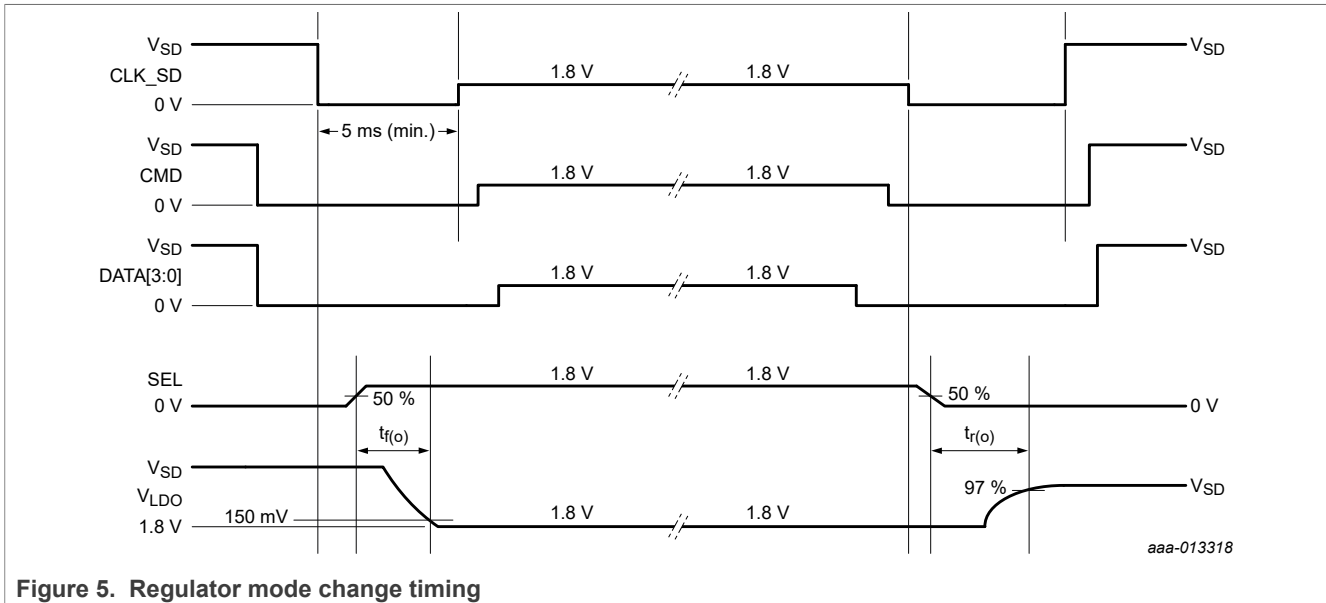 VSD VSD
CLK_SD 1.8 V 1.8 V
0 V
5 ms (min.)
VSD VSD
CMD 1.8 V 1.8 V
0 V
VSD VSD
DATA[3:0] 1.8 V 1.8 V
0 V
SEL 1.8 V 1.8 V
50 % 50 %
0 V 0 V
tf(o) tr(o)
VSD 97 % VSD
VLDO
150 mV 1.8 V 1.8 V
1.8 V
aaa-013318
Figure 5. Regulator mode change timing